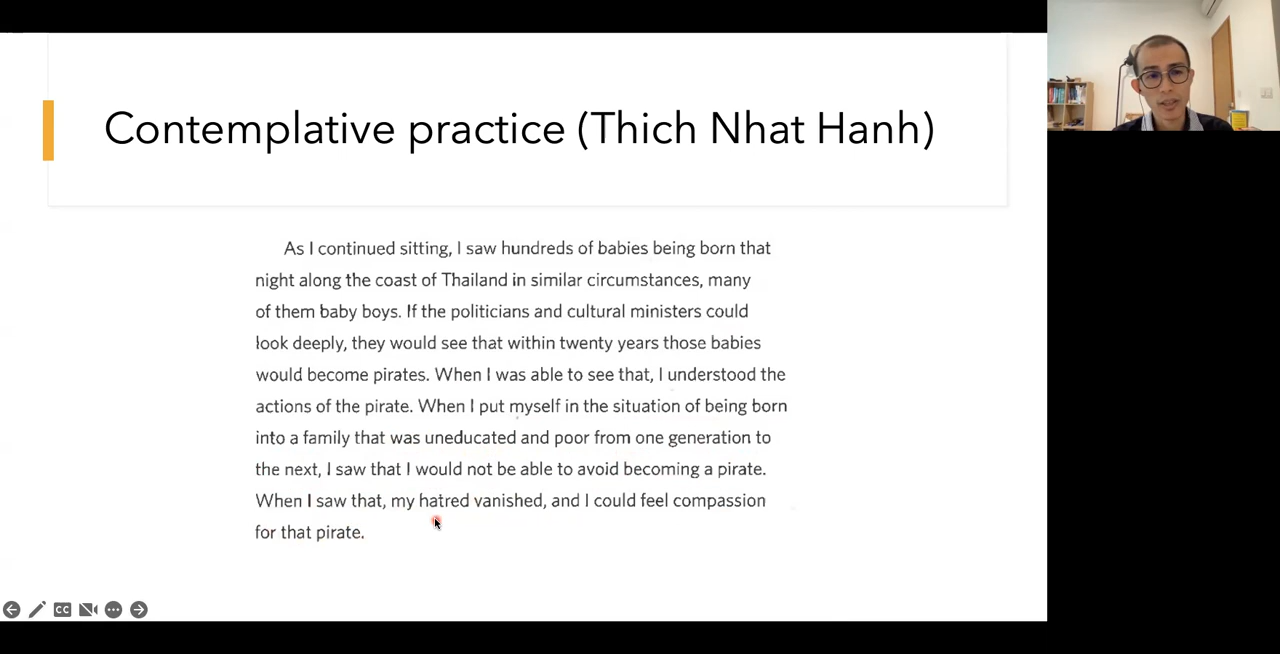 Contemplative practice (Thich Nhat Hanh)
As I continued sitting, I saw hundreds of babies being born that
night along the coast of Thailand in similar circumstances, many
of them baby boys. If the politicians and cultural ministers could
look deeply, they would see that within twenty years those babies
would become pirates. When I was able to see that, I understood the
actions of the pirate. When I put myself in the situation of being born
into a family that was uneducated and poor from one generation to
the next, I saw that I would not be able to avoid becoming a pirate.
When I saw that, my hatred vanished, and I could feel compassion
for that pirate.
CC